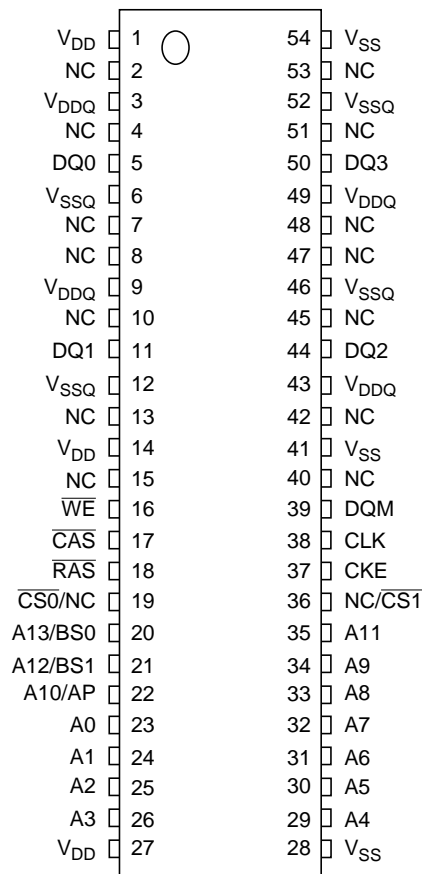 VDD 1 54 VSS
NC 2 53 NC
VDDQ 3 52 VSSQ
NC 4 51 NC
DQ0 5 50 DQ3
VSSQ 6 49 VDDQ
NC 7 48 NC
NC 8 47 NC
VDDQ 9 46 VSSQ
NC 10 45 NC
DQ1 11 44 DQ2
VSSQ 12 43 VDDQ
NC 13 42 NC
VDD 14 41 VSS
NC 15 40 NC
W̅E̅ 16 39 DQM
C̅A̅S̅ 17 38 CLK
R̅A̅S̅ 18 37 CKE
C̅S̅0̅/NC 19 36 NC/C̅S̅1̅
A13/BS0 20 35 A11
A12/BS1 21 34 A9
A10/AP 22 33 A8
A0 23 32 A7
A1 24 31 A6
A2 25 30 A5
A3 26 29 A4
VDD 27 28 VSS